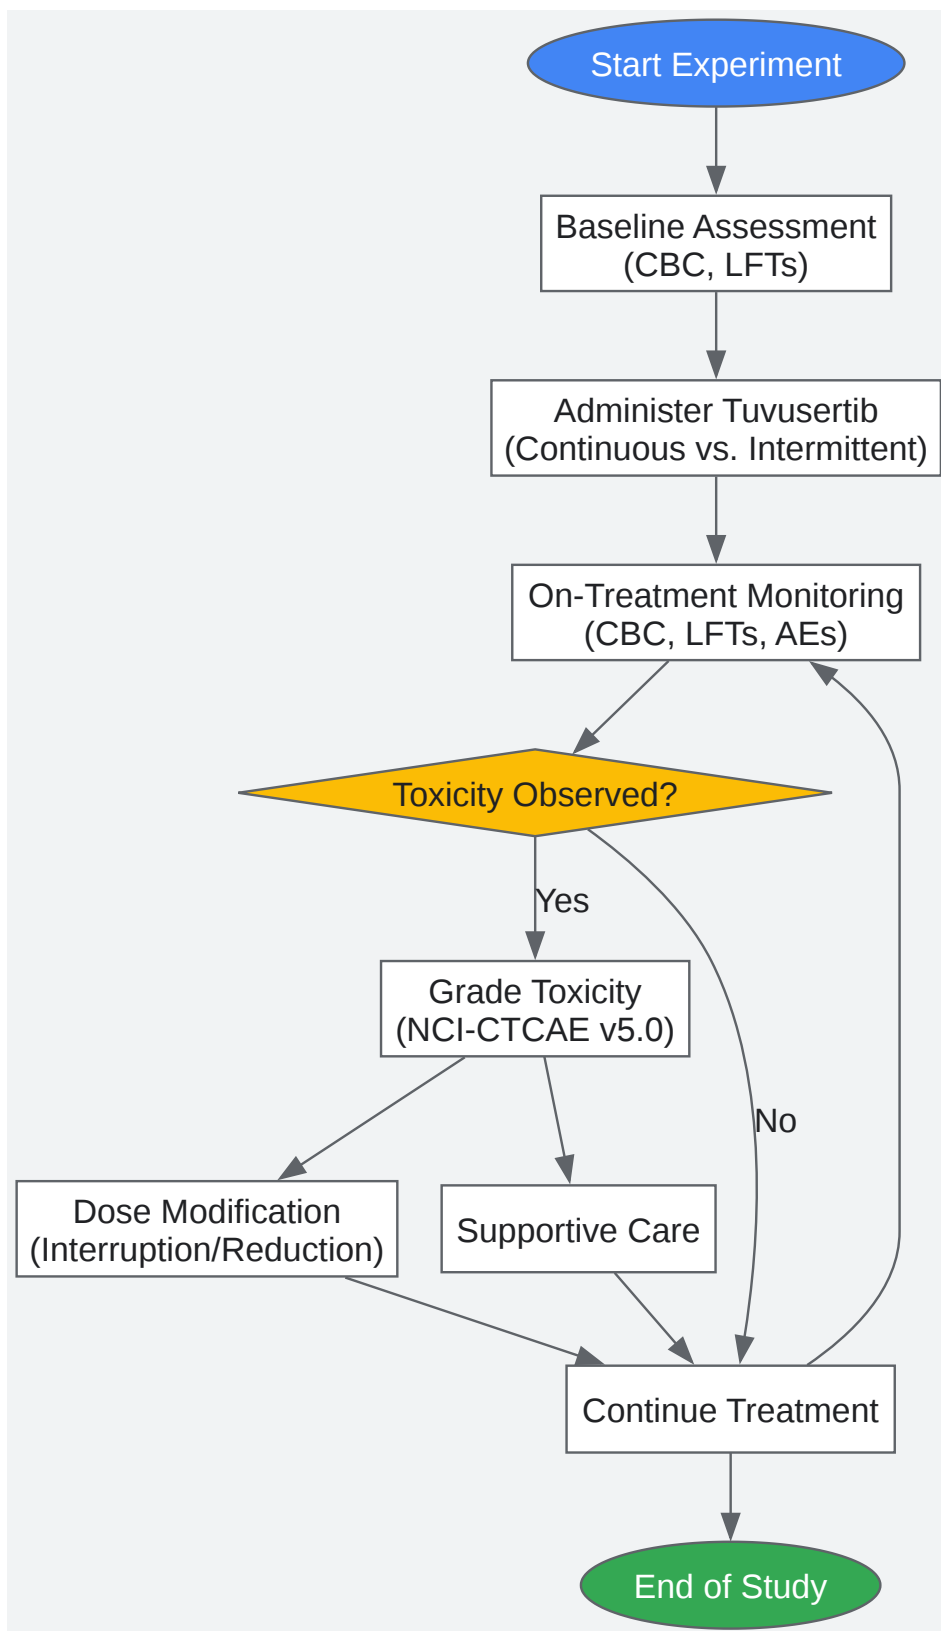 Start Experiment
Baseline Assessment
(CBC, LFTs)
Administer Tuvusertib
(Continuous vs. Intermittent)
On-Treatment Monitoring
(CBC, LFTs, AEs)
Toxicity Observed?
Yes
Grade Toxicity
(NCI-CTCAE v5.0)
No
Dose Modification
(Interruption/Reduction)
Supportive Care
Continue Treatment
End of Study